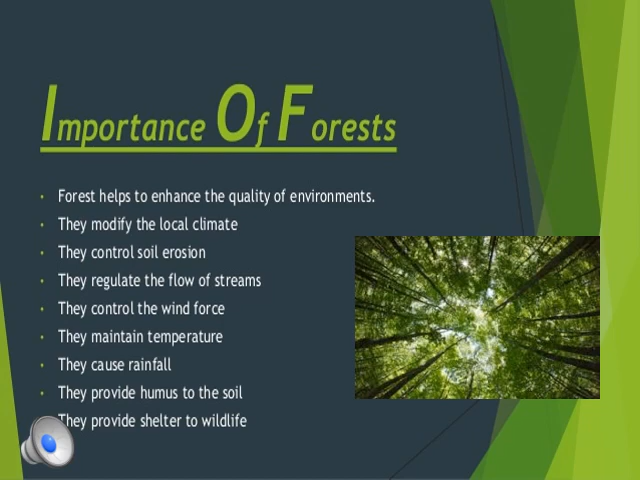 Importance Of Forests
• Forest helps to enhance the quality of environments.
• They modify the local climate
• They control soil erosion
• They regulate the flow of streams
• They control the wind force
• They maintain temperature
• They cause rainfall
• They provide humus to the soil
They provide shelter to wildlife